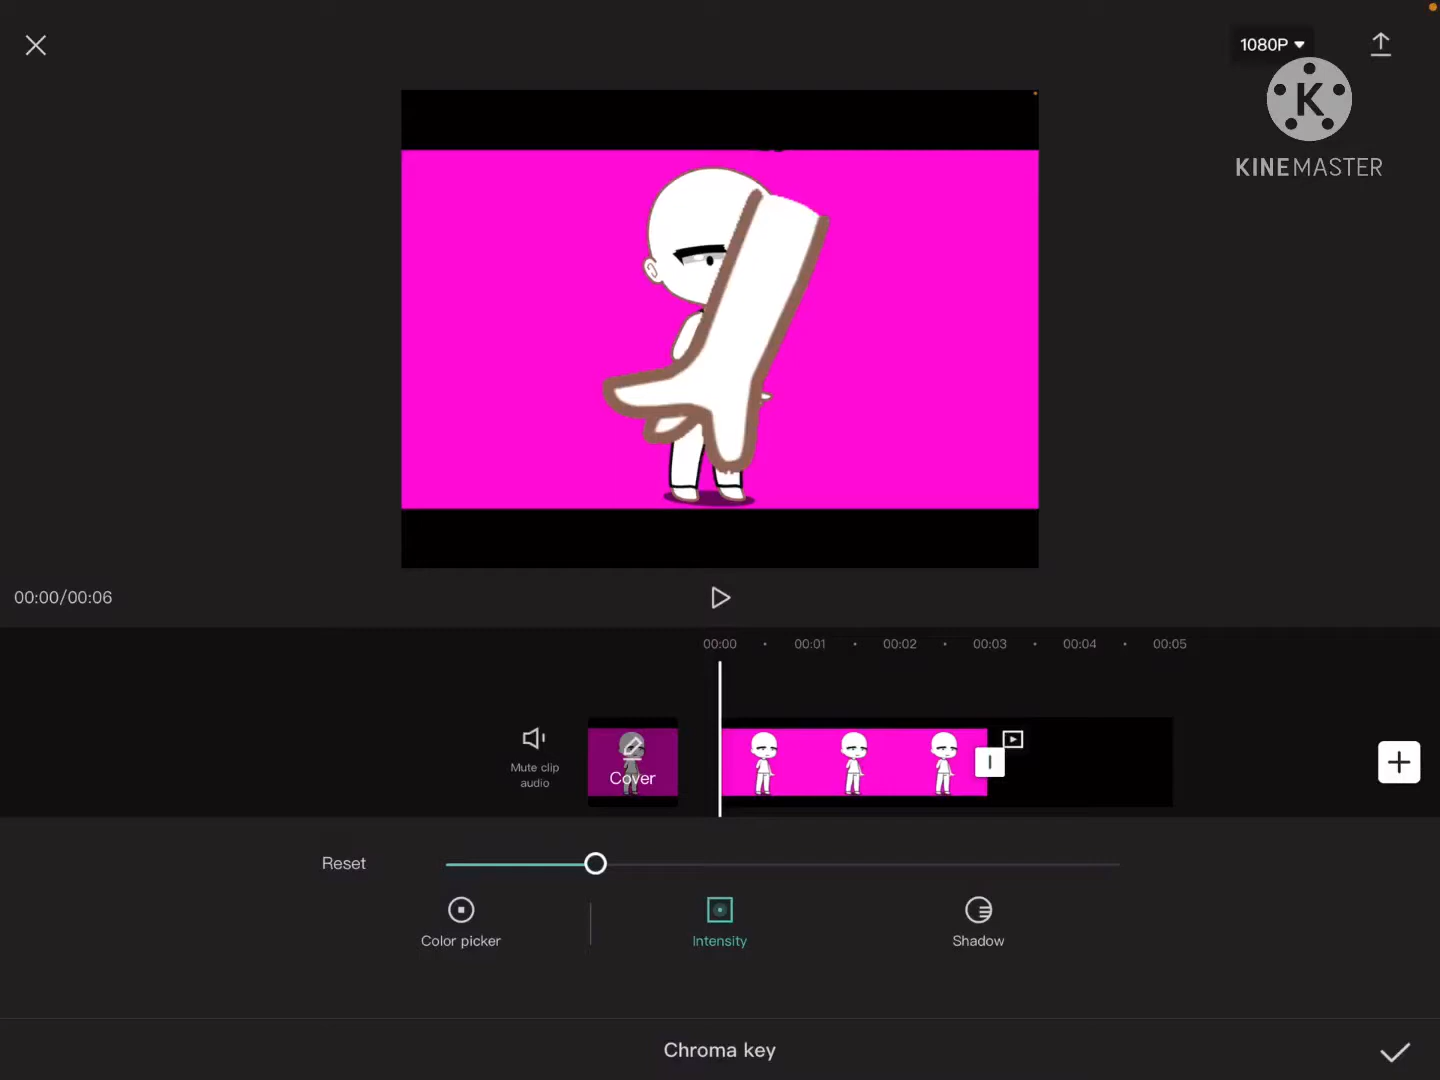 1080P
K
KINEMASTER
00:00/00:06
00:00 00:01 00:02 00:03 00:04 00:05
Mute clip
audio
Cover
Reset
Color picker
Intensity
Shadow
Chroma key